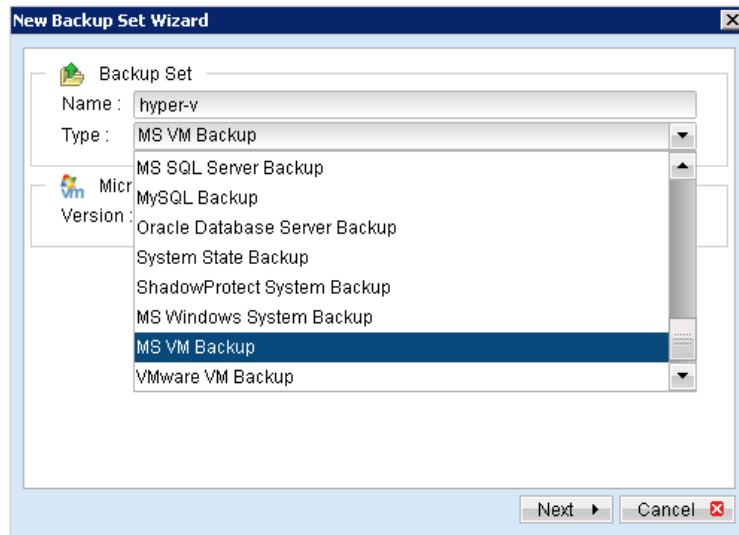 New Backup Set Wizard
Backup Set
Name : hyper-v
Type : MS VM Backup
MS SQL Server Backup
Micr
MySQL Backup
Version :
Oracle Database Server Backup
System State Backup
ShadowProtect System Backup
MS Windows System Backup
MS VM Backup
VMware VM Backup
Next Cancel